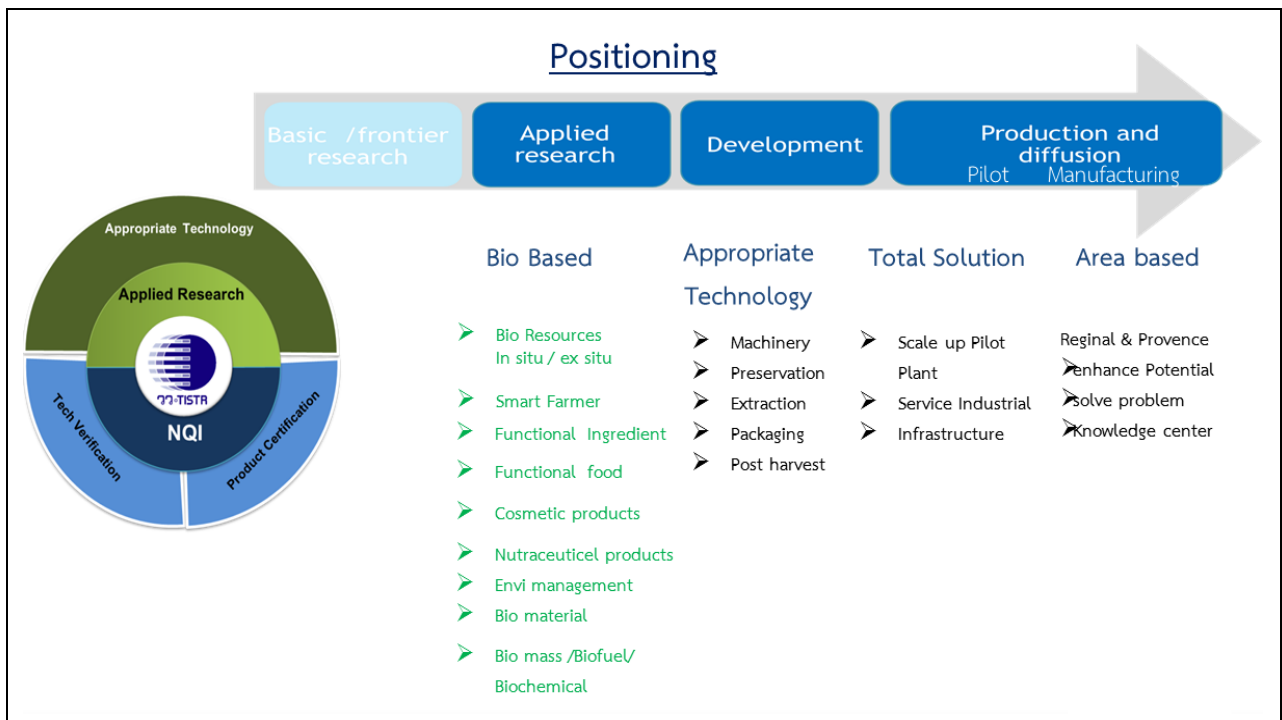 Positioning
Basic /frontier
research
Applied
research
Development
Production and
diffusion
Pilot Manufacturing
Appropriate Technology
Applied Research
วว-TISTR
NQI
Tech Verification
Product Certification
Bio Based
➢ Bio Resources
In situ / ex situ
➢ Smart Farmer
➢ Functional Ingredient
➢ Functional food
➢ Cosmetic products
➢ Nutraceuticel products
➢ Envi management
➢ Bio material
➢ Bio mass /Biofuel/
Biochemical
Appropriate
Technology
➢ Machinery
➢ Preservation
➢ Extraction
➢ Packaging
➢ Post harvest
Total Solution
➢ Scale up Pilot
Plant
➢ Service Industrial
➢ Infrastructure
Area based
Reginal & Provence
➢enhance Potential
➢solve problem
➢Knowledge center